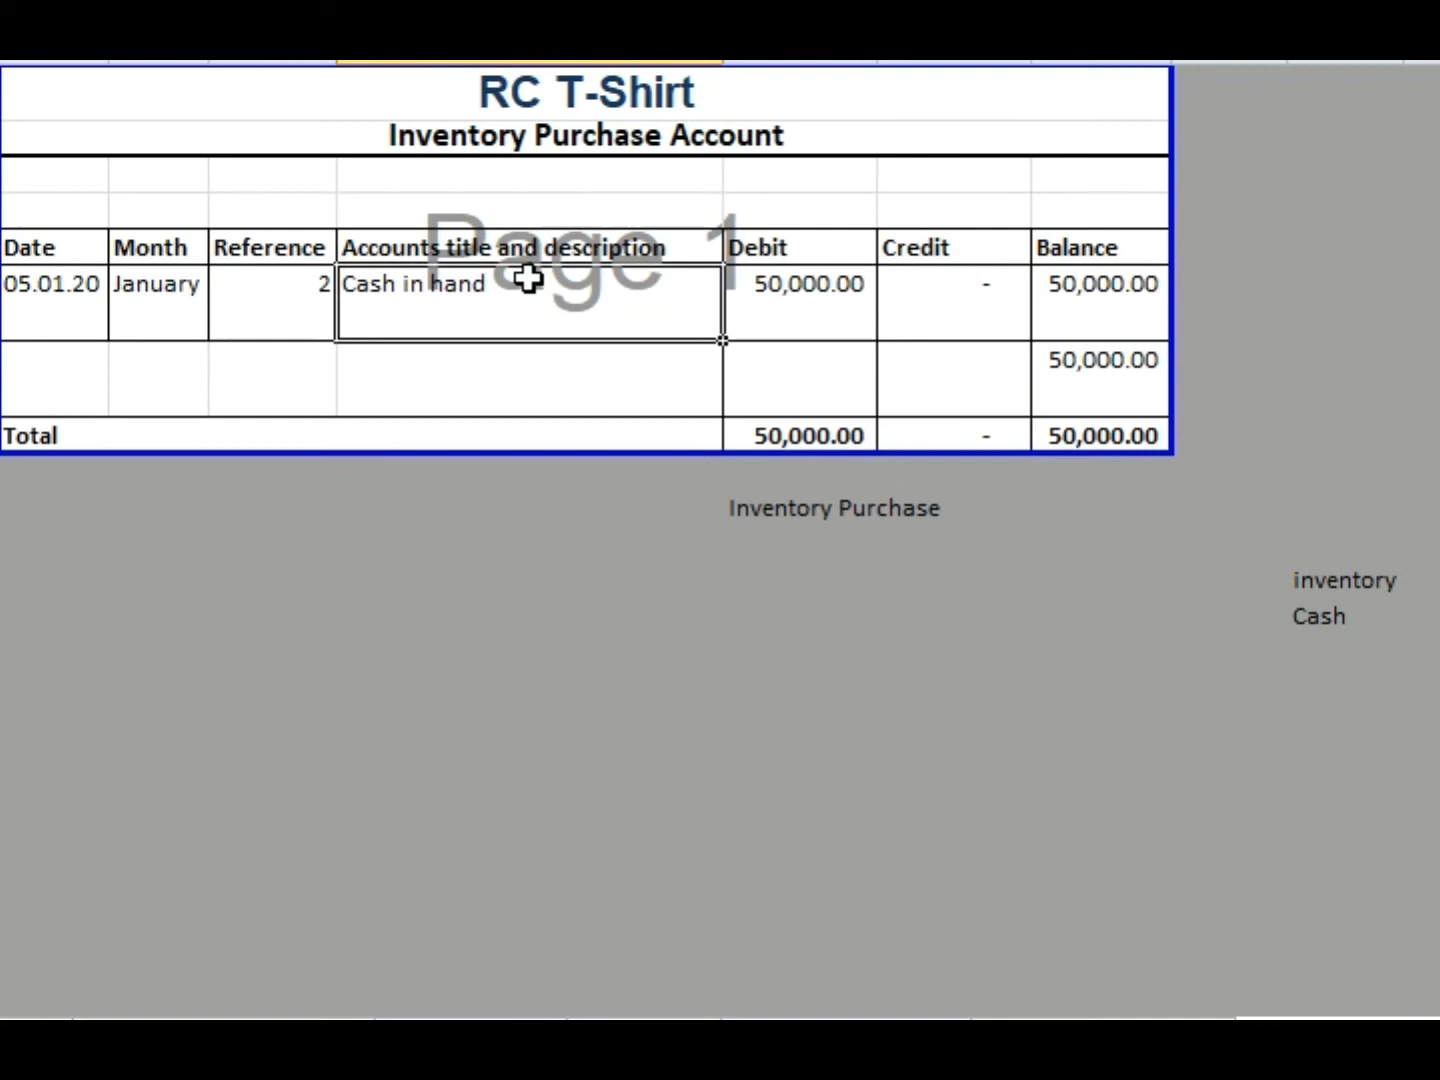 RC T-Shirt
Inventory Purchase Account
Page 1
Date Month Reference Accounts title and description Debit Credit Balance
05.01.20 January 2 Cash in hand 50,000.00 - 50,000.00
50,000.00
Total 50,000.00 - 50,000.00
Inventory Purchase
inventory
Cash